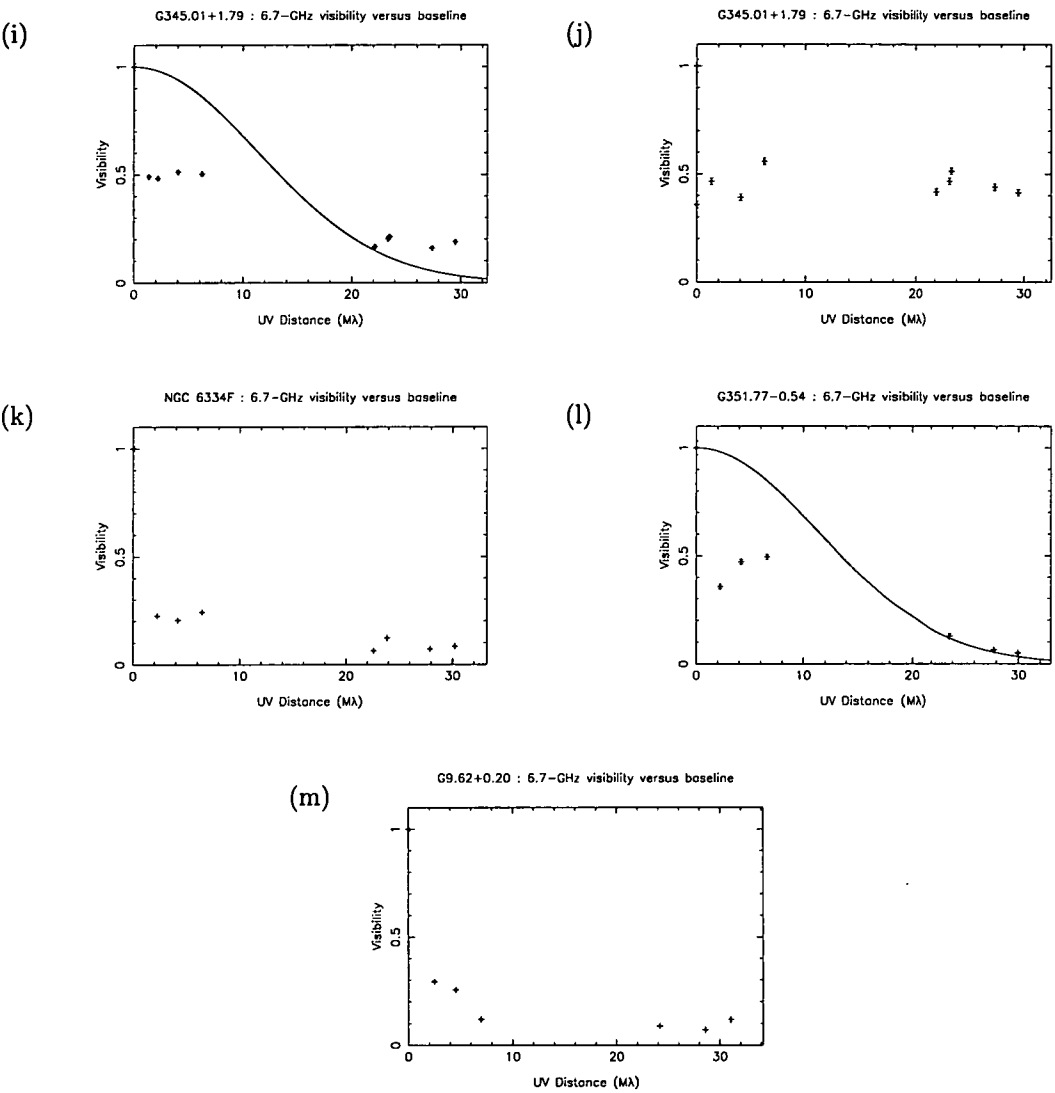 (i)
G345.01+1.79 : 6.7-GHz visibility versus baseline
Visibility
1
0.5
0
0 10 20 30
UV Distance (Mλ)
(j)
G345.01+1.79 : 6.7-GHz visibility versus baseline
Visibility
1
0.5
0
0 10 20 30
UV Distance (Mλ)
(k)
NGC 6334F : 6.7-GHz visibility versus baseline
Visibility
1
0.5
0
0 10 20 30
UV Distance (Mλ)
(l)
G351.77-0.54 : 6.7-GHz visibility versus baseline
Visibility
1
0.5
0
0 10 20 30
UV Distance (Mλ)
(m)
G9.62+0.20 : 6.7-GHz visibility versus baseline
Visibility
1
0.5
0
0 10 20 30
UV Distance (Mλ)